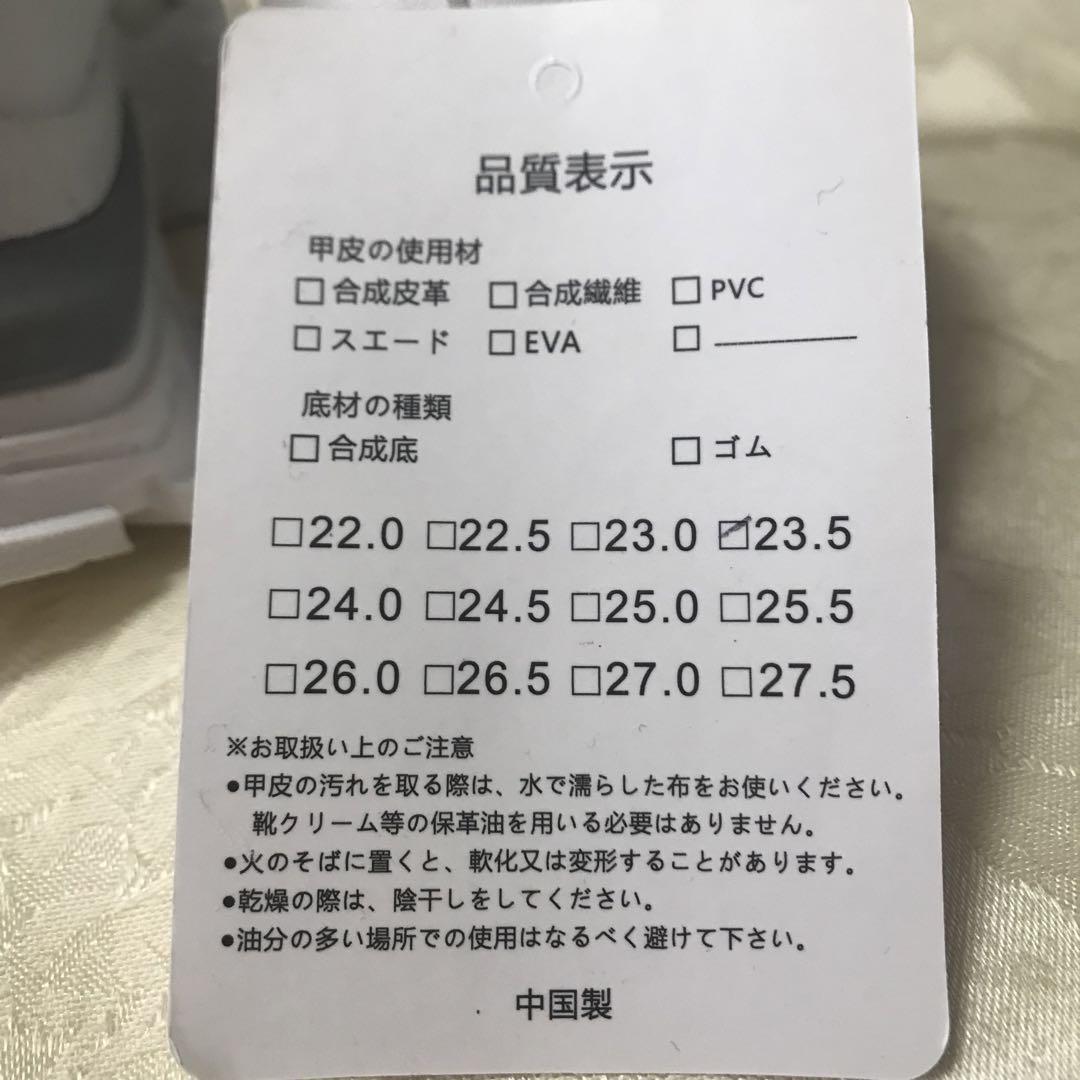 品質表示
甲皮の使用材
□合成皮革 □合成繊維 □PVC
□スエード □EVA □__________
底材の種類
□合成底 □ゴム
□22.0 □22.5 □23.0 ☑23.5
□24.0 □24.5 □25.0 □25.5
□26.0 □26.5 □27.0 □27.5
※お取扱い上のご注意
●甲皮の汚れを取る際は、水で濡らした布をお使いください。
靴クリーム等の保革油を用いる必要はありません。
●火のそばに置くと、軟化又は変形することがあります。
●乾燥の際は、陰干しをしてください。
●油分の多い場所での使用はなるべく避けて下さい。
中国製